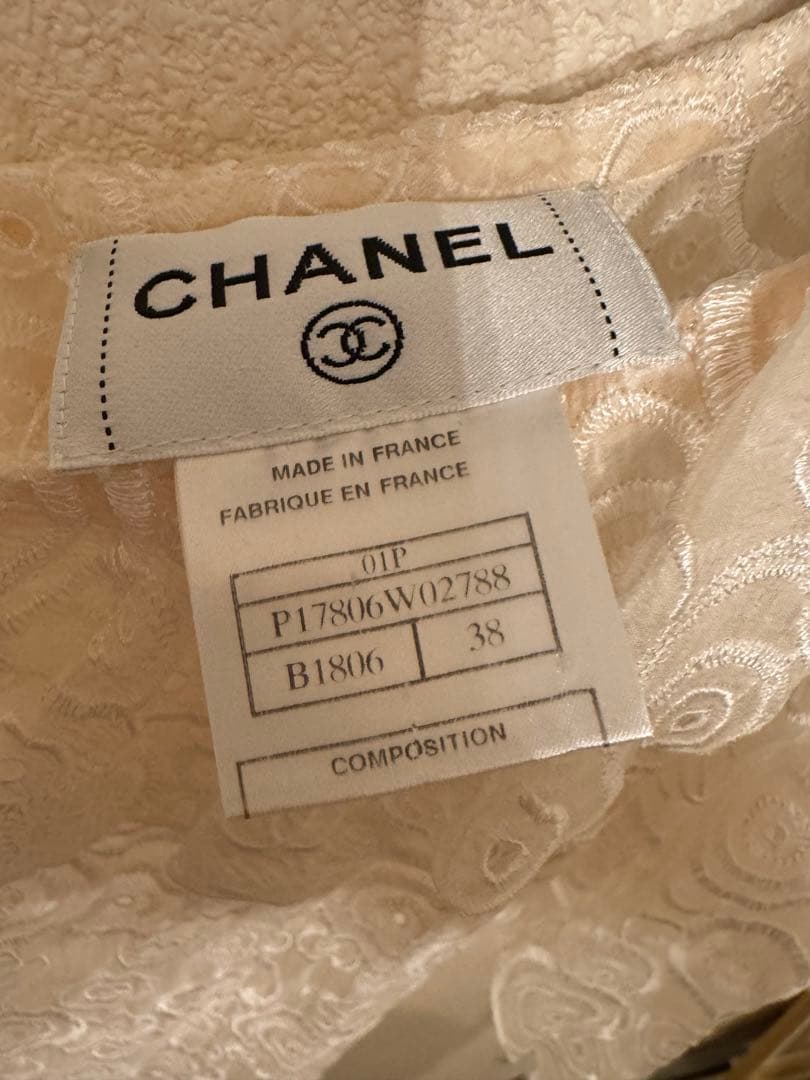 CHANEL
MADE IN FRANCE
FABRIQUE EN FRANCE
01P
P17806W02788
B1806
38
COMPOSITION